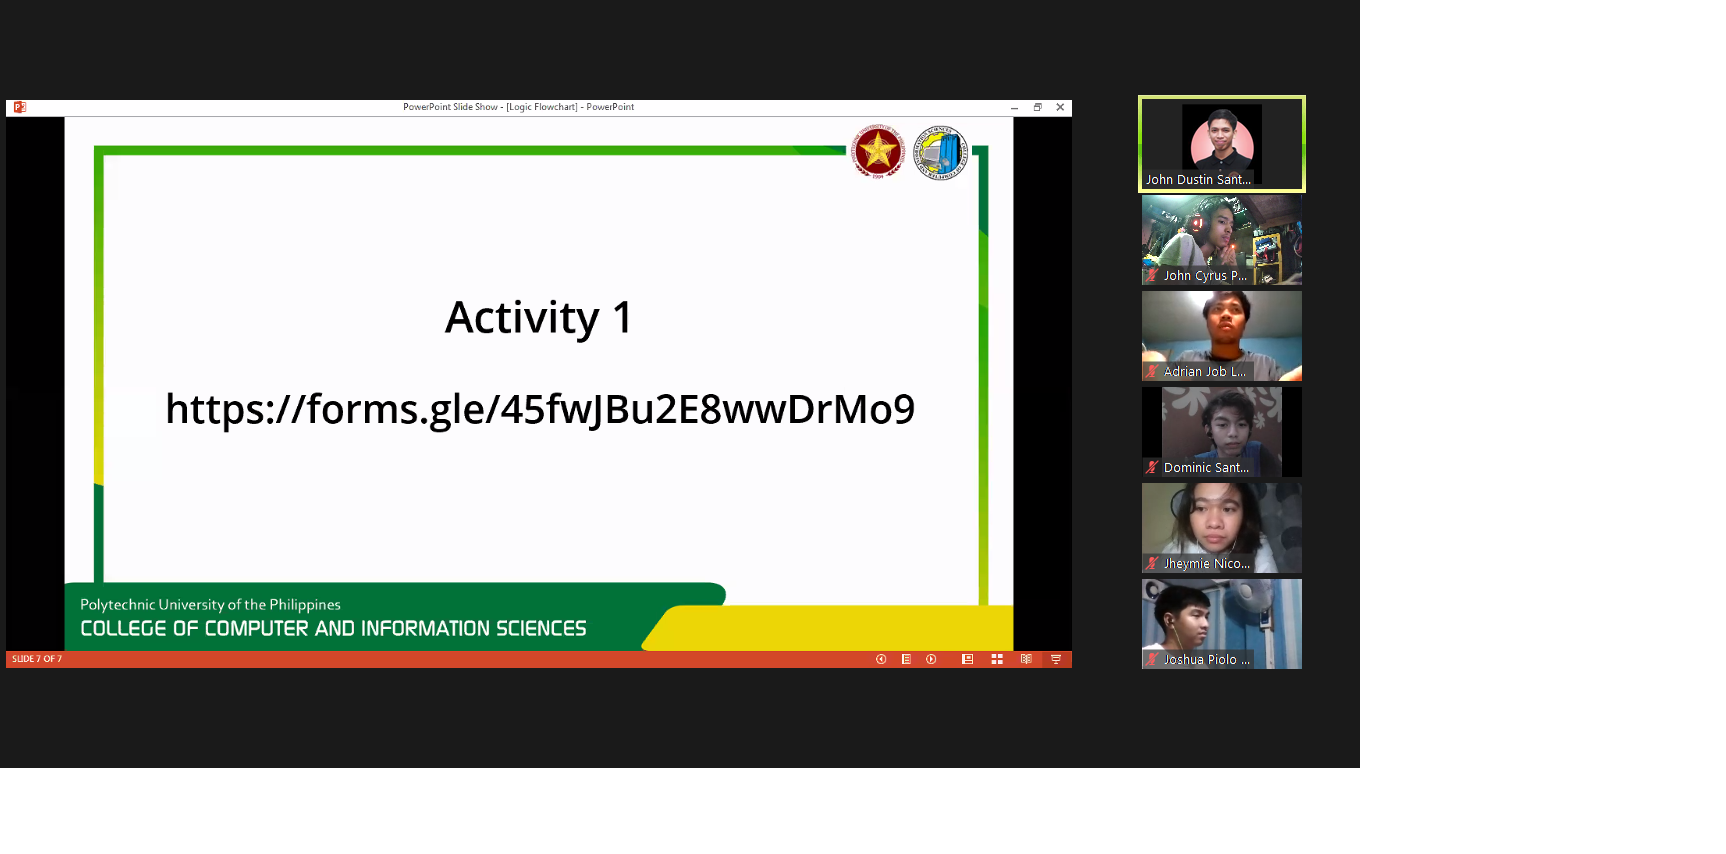 PowerPoint Slide Show - [Logic Flowchart] - PowerPoint
Activity 1
https://forms.gle/45fwJBu2E8wwDrMo9
Polytechnic University of the Philippines
COLLEGE OF COMPUTER AND INFORMATION SCIENCES
SLIDE 7 OF 7
John Dustin Sant...
John Cyrus P...
Adrian Job L...
Dominic Sant...
Jheymie Nico...
Joshua Piolo ...